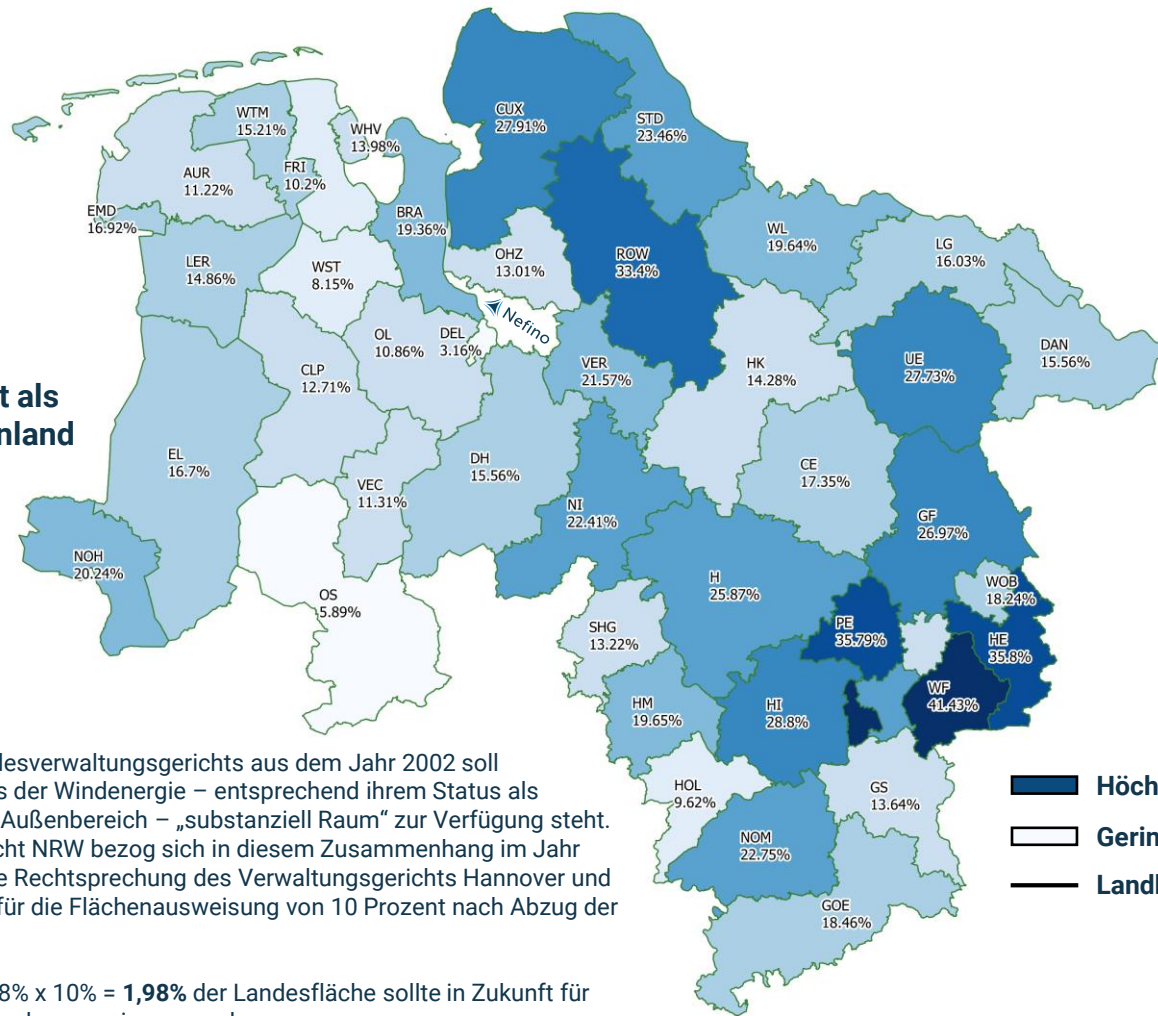 CUX
27.91%
STD
23.46%
WTM
15.21%
WHV
13.98%
AUR
11.22%
FRI
10.2%
EMD
16.92%
BRA
19.36%
LER
14.86%
WST
8.15%
OHZ
13.01%
ROW
33.4%
WL
19.64%
LG
16.03%
Nefino
OL
10.86%
DEL
3.16%
CLP
12.71%
VER
21.57%
HK
14.28%
UE
27.73%
DAN
15.56%
t als
nland
EL
16.7%
VEC
11.31%
DH
15.56%
NI
22.41%
CE
17.35%
GF
26.97%
NOH
20.24%
OS
5.89%
H
25.87%
WOB
18.24%
SHG
13.22%
PE
35.79%
HE
35.8%
HM
19.65%
HI
28.8%
WF
41.43%
HOL
9.62%
GS
13.64%
NOM
22.75%
GOE
18.46%
desverwaltungsgerichts aus dem Jahr 2002 soll
s der Windenergie – entsprechend ihrem Status als
Außenbereich – „substanziell Raum“ zur Verfügung steht.
cht NRW bezog sich in diesem Zusammenhang im Jahr
e Rechtsprechung des Verwaltungsgerichts Hannover und
für die Flächenausweisung von 10 Prozent nach Abzug der
8% x 10% = 1,98% der Landesfläche sollte in Zukunft für
Höch
Gerin
Landl